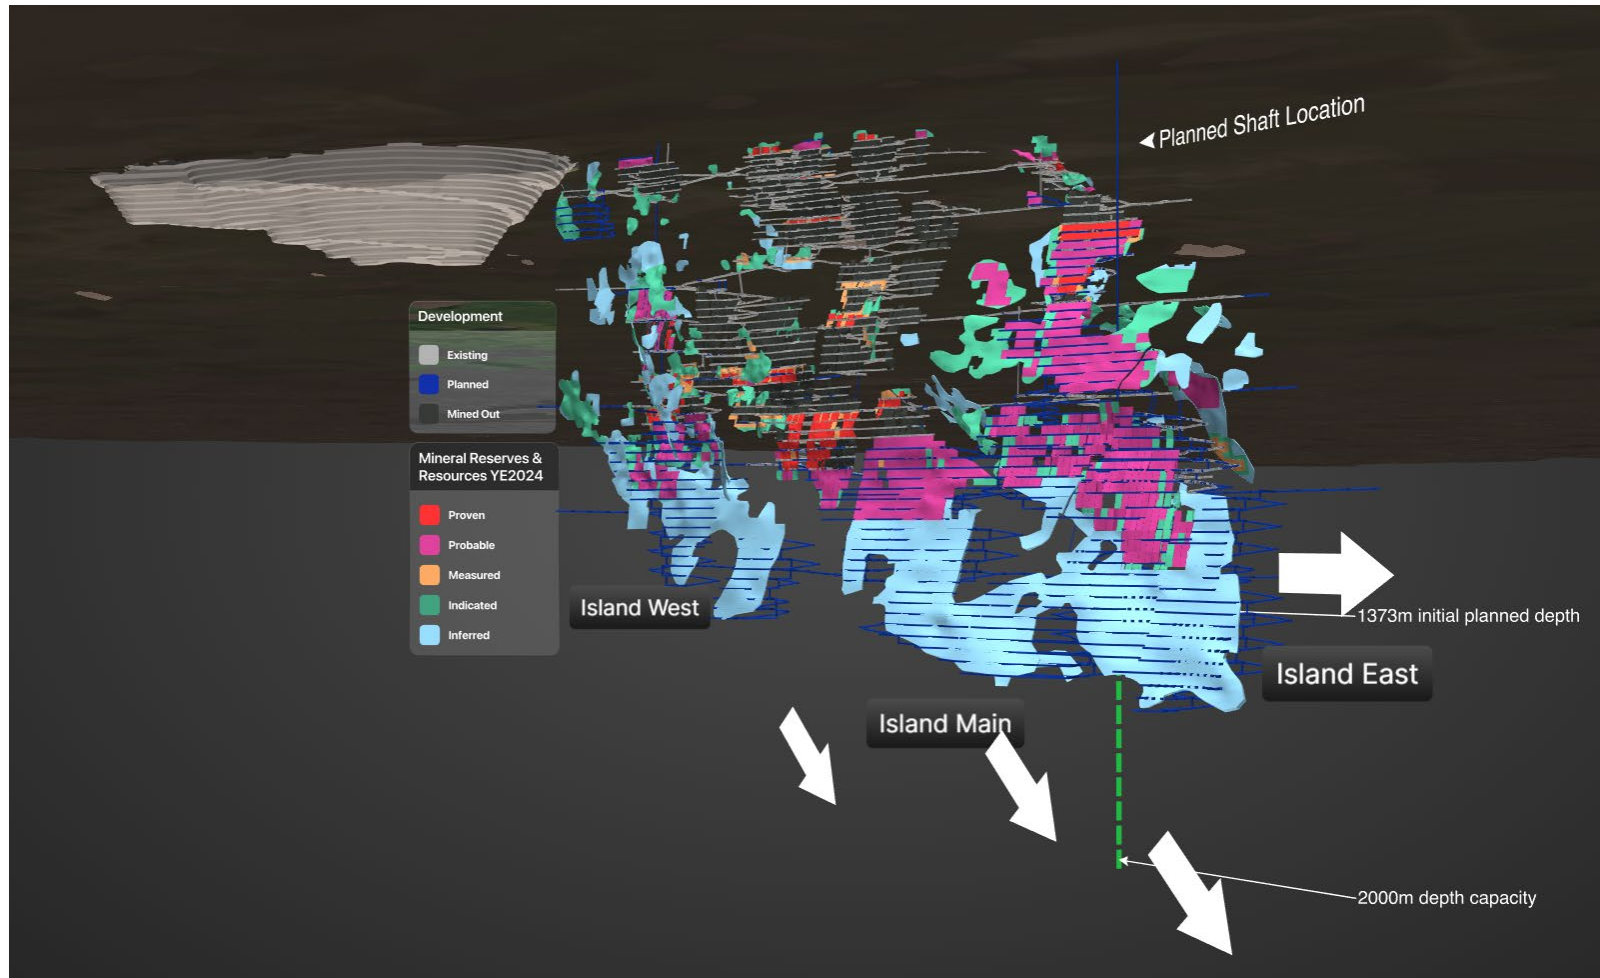 Planned Shaft Location
Development
Existing
Planned
Mined Out
Mineral Reserves &
Resources YE2024
Proven
Probable
Measured
Indicated
Inferred
Island West
1373m initial planned depth
Island East
Island Main
2000m depth capacity